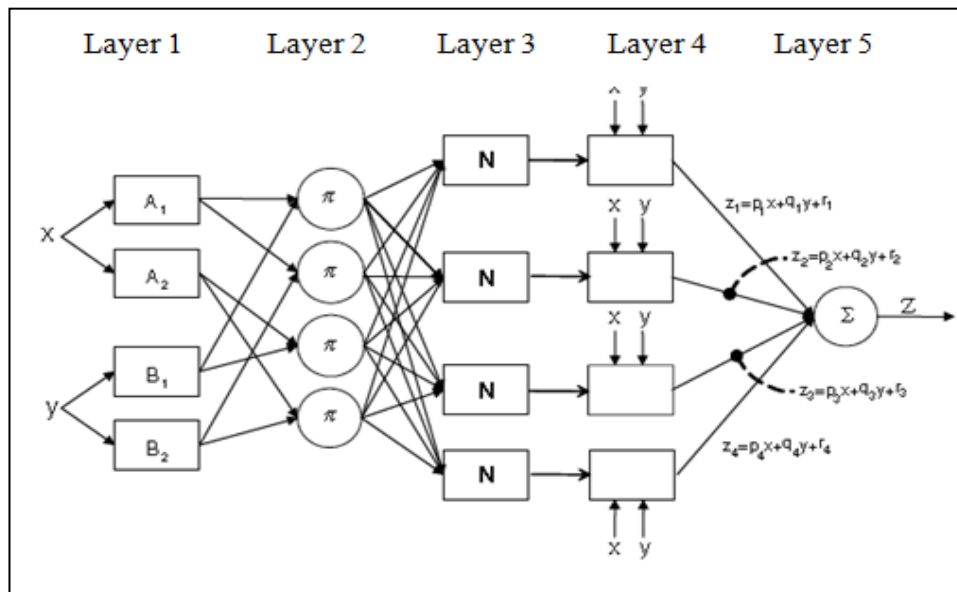 Layer 1 Layer 2 Layer 3 Layer 4 Layer 5
x y
x y
x y
x y
A₁
A₂
B₁
B₂
x
y
π
π
π
π
N
N
N
N
z₁=p₁x+q₁y+r₁
z₂=p₂x+q₂y+r₂
z₃=p₃x+q₃y+r₃
z₄=p₄x+q₄y+r₄
Σ
Z